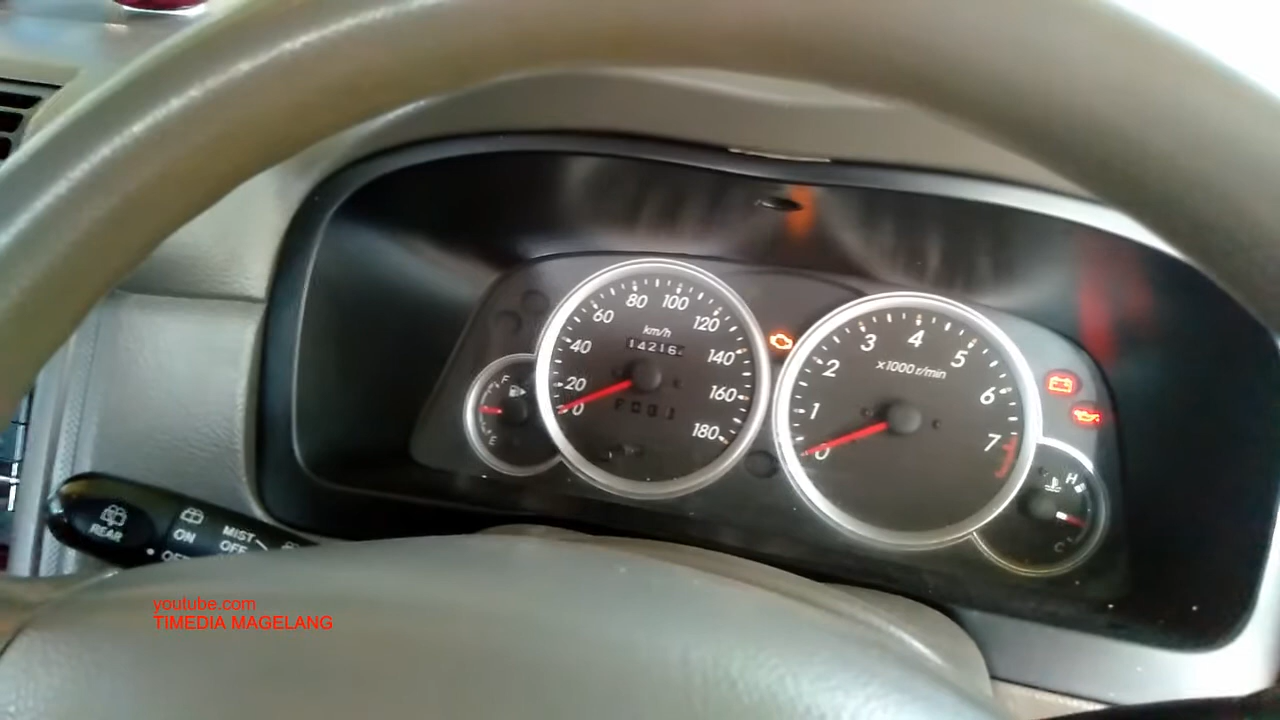 80 100
60 120
km/h
14216
40 140
20 160
0 180
F
E
4
3 5
x1000 r/min
2 6
1 7
0
H
C
REAR
ON
MIST
OFF
youtube.com
TIMEDIA MAGELANG